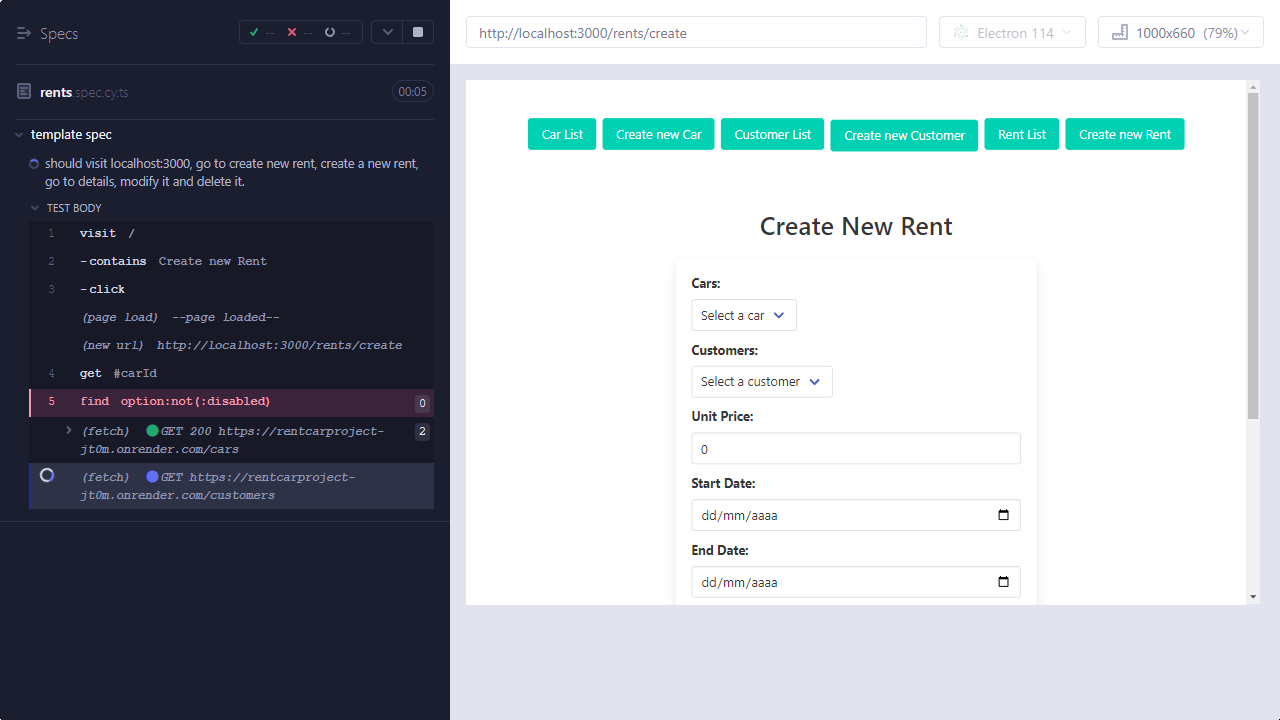 Specs
-- -- --
rents.spec.cy.ts 00:05
template spec
should visit localhost:3000, go to create new rent, create a new rent,
go to details, modify it and delete it.
TEST BODY
1 visit /
2 -contains Create new Rent
3 -click
(page load) --page loaded--
(new url) http://localhost:3000/rents/create
4 get #carId
5 find option:not(:disabled) 0
(fetch) GET 200 https://rentcarproject-
jt0m.onrender.com/cars 2
(fetch) GET https://rentcarproject-
jt0m.onrender.com/customers
http://localhost:3000/rents/create
Electron 114
1000x660 (79%)
Car List
Create new Car
Customer List
Create new Customer
Rent List
Create new Rent
Create New Rent
Cars:
Select a car
Customers:
Select a customer
Unit Price:
0
Start Date:
dd/mm/aaaa
End Date:
dd/mm/aaaa